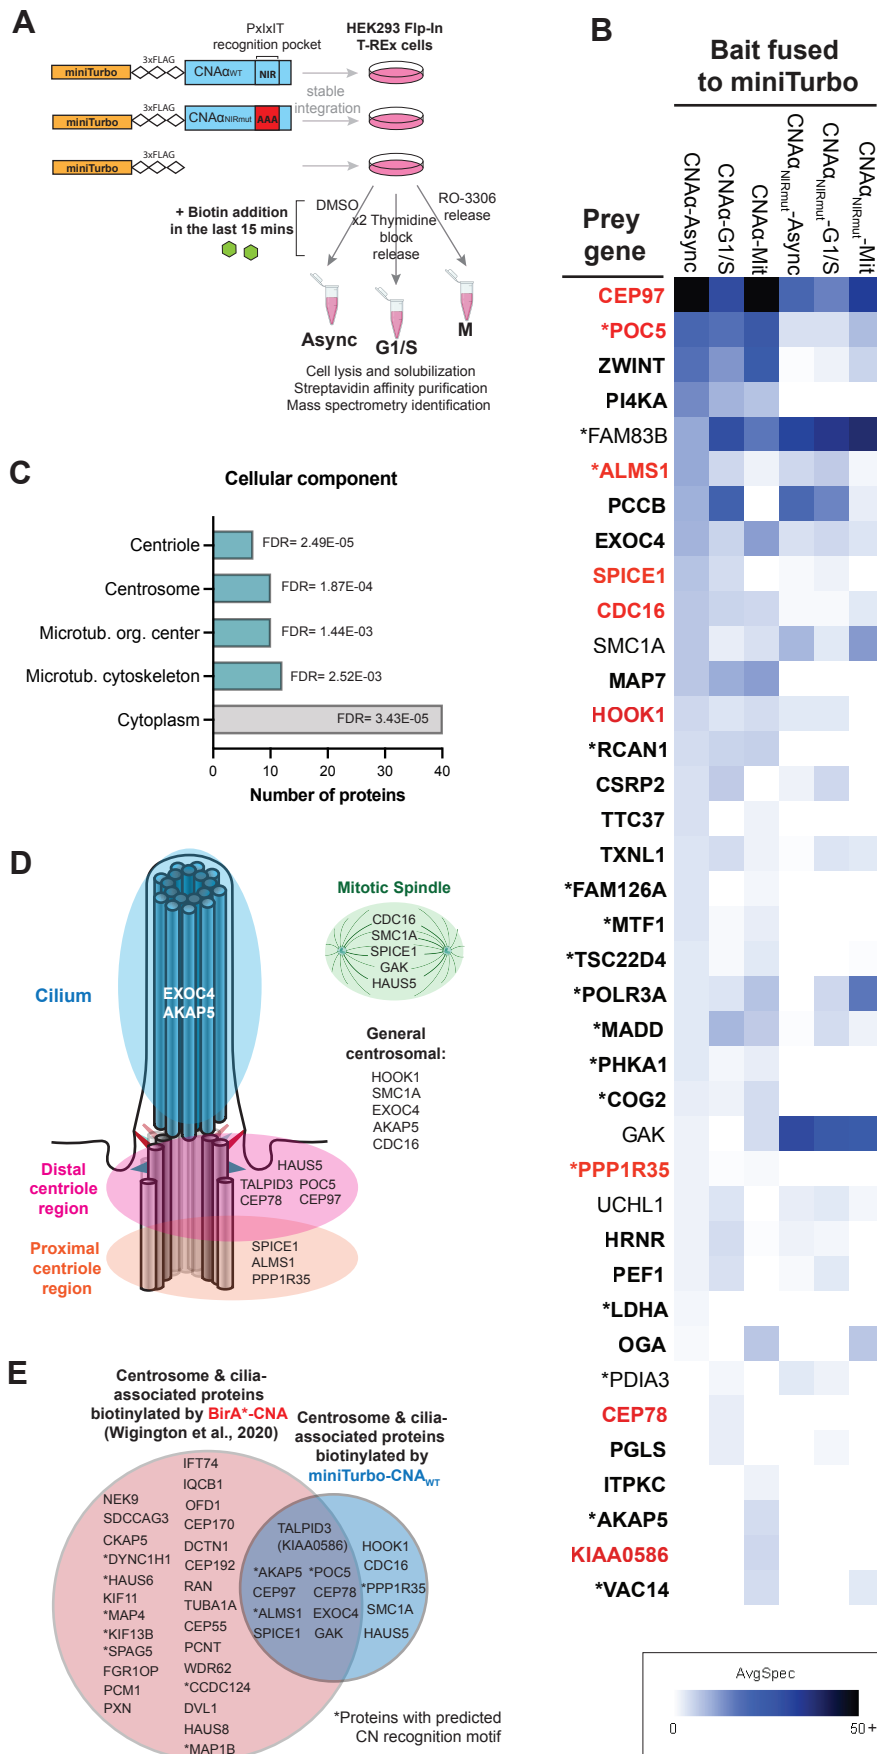 A
PxIxIT
recognition pocket
HEK293 Flp-In
T-REx cells
miniTurbo
3xFLAG
CNAαWT
NIR
stable
integration
miniTurbo
3xFLAG
CNAαNIRmut
AAA
miniTurbo
3xFLAG
+ Biotin addition
in the last 15 mins
DMSO
x2 Thymidine
block
release
RO-3306
release
Async
G1/S
M
Cell lysis and solubilization
Streptavidin affinity purification
Mass spectrometry identification
B
Bait fused
to miniTurbo
Prey
gene
CNAα-Async
CNAα-G1/S
CNAα-Mit
CNAαNIRmut-Async
CNAαNIRmut-G1/S
CNAαNIRmut-Mit
CEP97
*POC5
ZWINT
PI4KA
*FAM83B
*ALMS1
PCCB
EXOC4
SPICE1
CDC16
SMC1A
MAP7
HOOK1
*RCAN1
CSRP2
TTC37
TXNL1
*FAM126A
*MTF1
*TSC22D4
*POLR3A
*MADD
*PHKA1
*COG2
GAK
*PPP1R35
UCHL1
HRNR
PEF1
*LDHA
OGA
*PDIA3
CEP78
PGLS
ITPKC
*AKAP5
KIAA0586
*VAC14
AvgSpec
0
50+
C
Cellular component
Centriole
FDR= 2.49E-05
Centrosome
FDR= 1.87E-04
Microtub. org. center
FDR= 1.44E-03
Microtub. cytoskeleton
FDR= 2.52E-03
Cytoplasm
FDR= 3.43E-05
0 10 20 30 40
Number of proteins
D
Cilium
EXOC4
AKAP5
Mitotic Spindle
CDC16
SMC1A
SPICE1
GAK
HAUS5
General
centrosomal:
HOOK1
SMC1A
EXOC4
AKAP5
CDC16
Distal
centriole
region
HAUS5
TALPID3 POC5
CEP78 CEP97
Proximal
centriole
region
SPICE1
ALMS1
PPP1R35
E
Centrosome & cilia-
associated proteins
biotinylated by BirA*-CNA
(Wigington et al., 2020)
Centrosome & cilia-
associated proteins
biotinylated by
miniTurbo-CNAWT
NEK9
SDCCAG3
CKAP5
*DYNC1H1
*HAUS6
KIF11
*MAP4
*KIF13B
*SPAG5
FGR1OP
PCM1
PXN
IFT74
IQCB1
OFD1
CEP170
DCTN1
CEP192
RAN
TUBA1A
CEP55
PCNT
WDR62
*CCDC124
DVL1
HAUS8
*MAP1B
TALPID3
(KIAA0586)
*AKAP5 *POC5
CEP97 CEP78
*ALMS1 EXOC4
SPICE1 GAK
HOOK1
CDC16
*PPP1R35
SMC1A
HAUS5
*Proteins with predicted
CN recognition motif